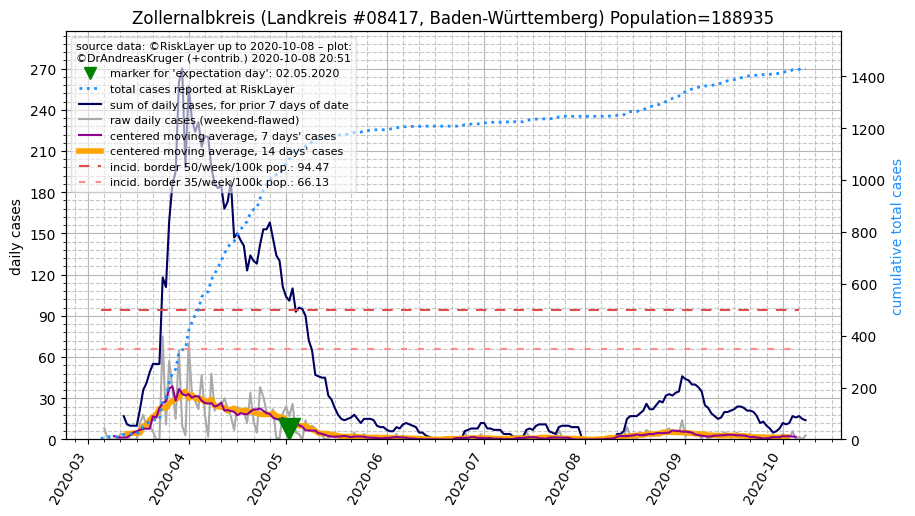 Zollernalbkreis (Landkreis #08417, Baden-Württemberg) Population=188935
source data: ©RiskLayer up to 2020-10-08 – plot:
©DrAndreasKruger (+contrib.) 2020-10-08 20:51
marker for 'expectation day': 02.05.2020
total cases reported at RiskLayer
sum of daily cases, for prior 7 days of date
raw daily cases (weekend-flawed)
centered moving average, 7 days' cases
centered moving average, 14 days' cases
incid. border 50/week/100k pop.: 94.47
incid. border 35/week/100k pop.: 66.13
daily cases
270
240
210
180
150
120
90
60
30
0
cumulative total cases
1400
1200
1000
800
600
400
200
0
2020-03
2020-04
2020-05
2020-06
2020-07
2020-08
2020-09
2020-10